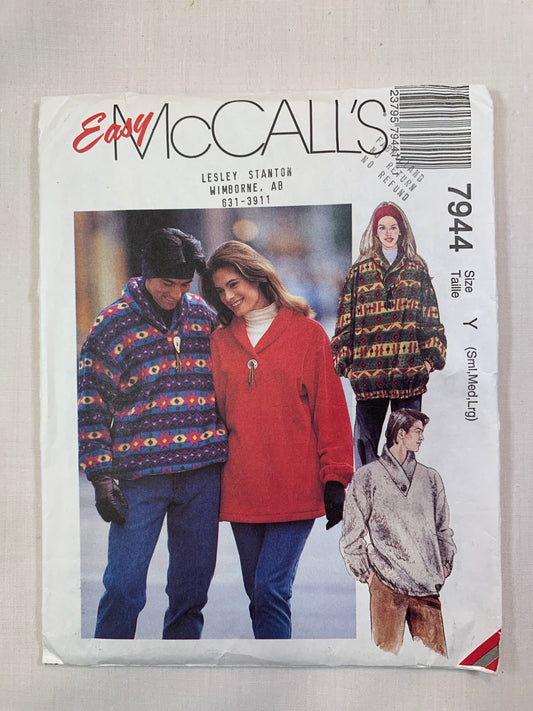 Easy McCALL'S
LESLEY STANTON
WIMBORNE, AB
631-3911
NO RETURN
NO REFUND
7944
Size
Taille
Y
(Sml,Med,Lrg)